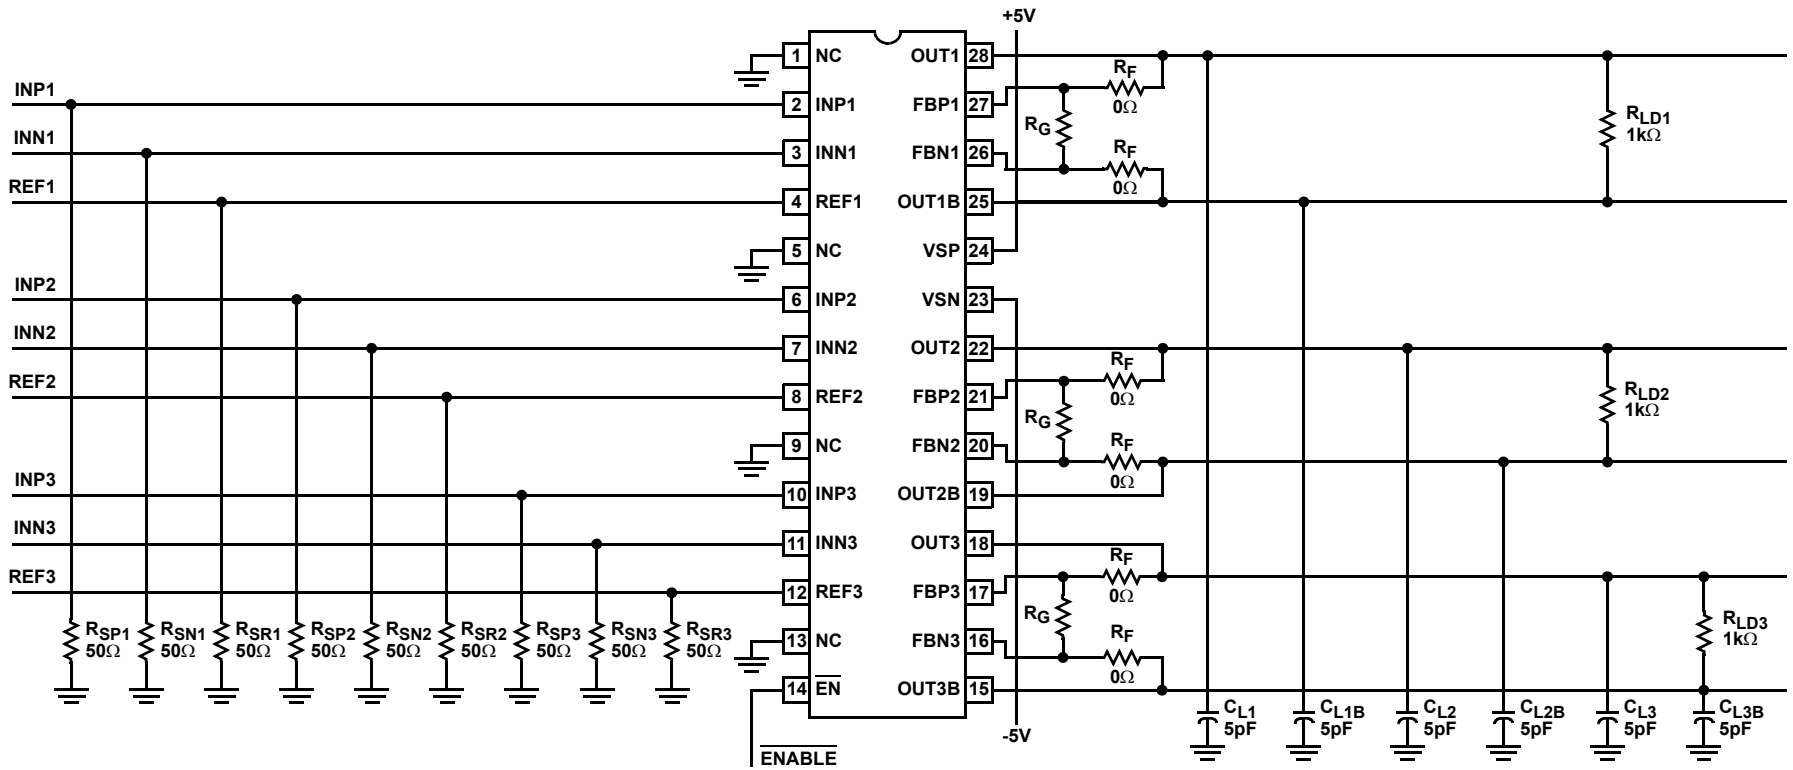 +5V
1 NC OUT1 28
INP1 2 INP1 FBP1 27
RF
0Ω
RG
INN1 3 INN1 FBN1 26
RF
0Ω
RLD1
1kΩ
REF1 4 REF1 OUT1B 25
5 NC VSP 24
INP2 6 INP2 VSN 23
INN2 7 INN2 OUT2 22
RF
0Ω
REF2 8 REF2 FBP2 21
RG
RLD2
1kΩ
9 NC FBN2 20
RF
0Ω
INP3 10 INP3 OUT2B 19
INN3 11 INN3 OUT3 18
RF
0Ω
REF3 12 REF3 FBP3 17
RG
13 NC FBN3 16
RF
0Ω
RLD3
1kΩ
RSP1 RSN1 RSR1 RSP2 RSN2 RSR2 RSP3 RSN3 RSR3
50Ω 50Ω 50Ω 50Ω 50Ω 50Ω 50Ω 50Ω 50Ω
14 EN OUT3B 15
CL1 CL1B CL2 CL2B CL3 CL3B
5pF 5pF 5pF 5pF 5pF 5pF
-5V
ENABLE